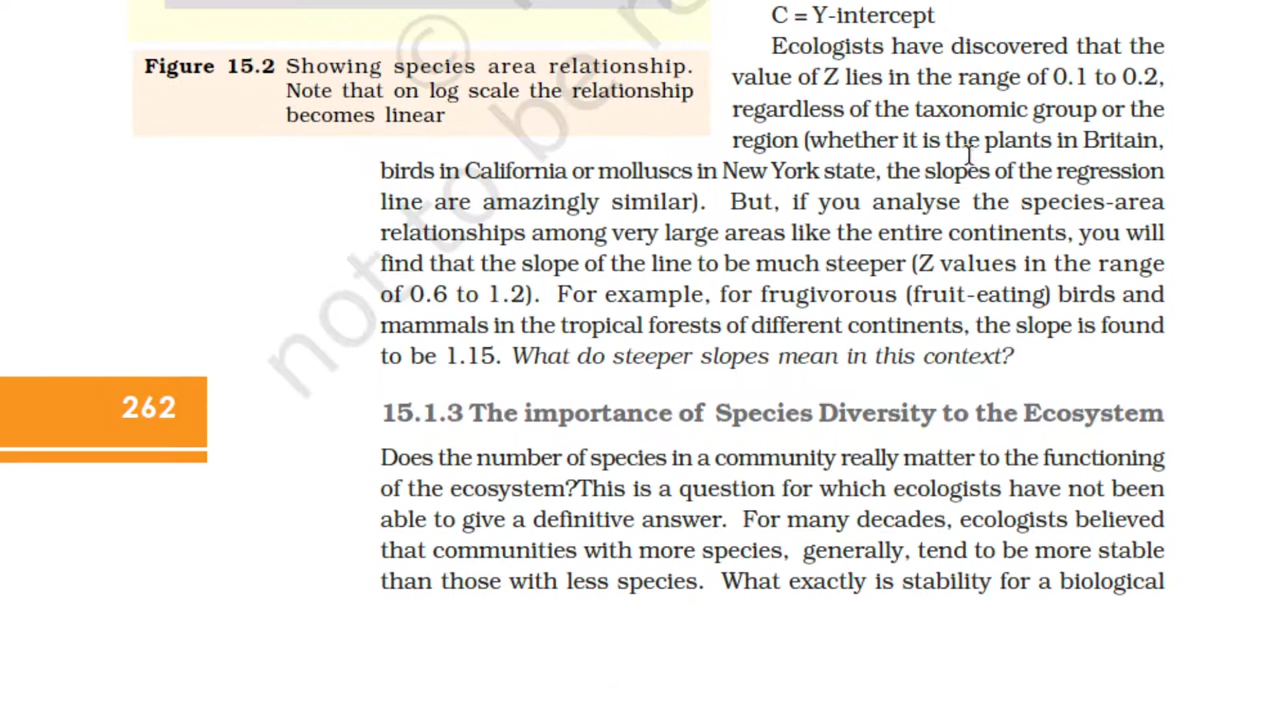 C = Y-intercept
Ecologists have discovered that the
value of Z lies in the range of 0.1 to 0.2,
regardless of the taxonomic group or the
region (whether it is the plants in Britain,
Figure 15.2 Showing species area relationship.
Note that on log scale the relationship
becomes linear
birds in California or molluscs in New York state, the slopes of the regression
line are amazingly similar). But, if you analyse the species-area
relationships among very large areas like the entire continents, you will
find that the slope of the line to be much steeper (Z values in the range
of 0.6 to 1.2). For example, for frugivorous (fruit-eating) birds and
mammals in the tropical forests of different continents, the slope is found
to be 1.15. What do steeper slopes mean in this context?
262
15.1.3 The importance of Species Diversity to the Ecosystem
Does the number of species in a community really matter to the functioning
of the ecosystem?This is a question for which ecologists have not been
able to give a definitive answer. For many decades, ecologists believed
that communities with more species, generally, tend to be more stable
than those with less species. What exactly is stability for a biological
© not to be re